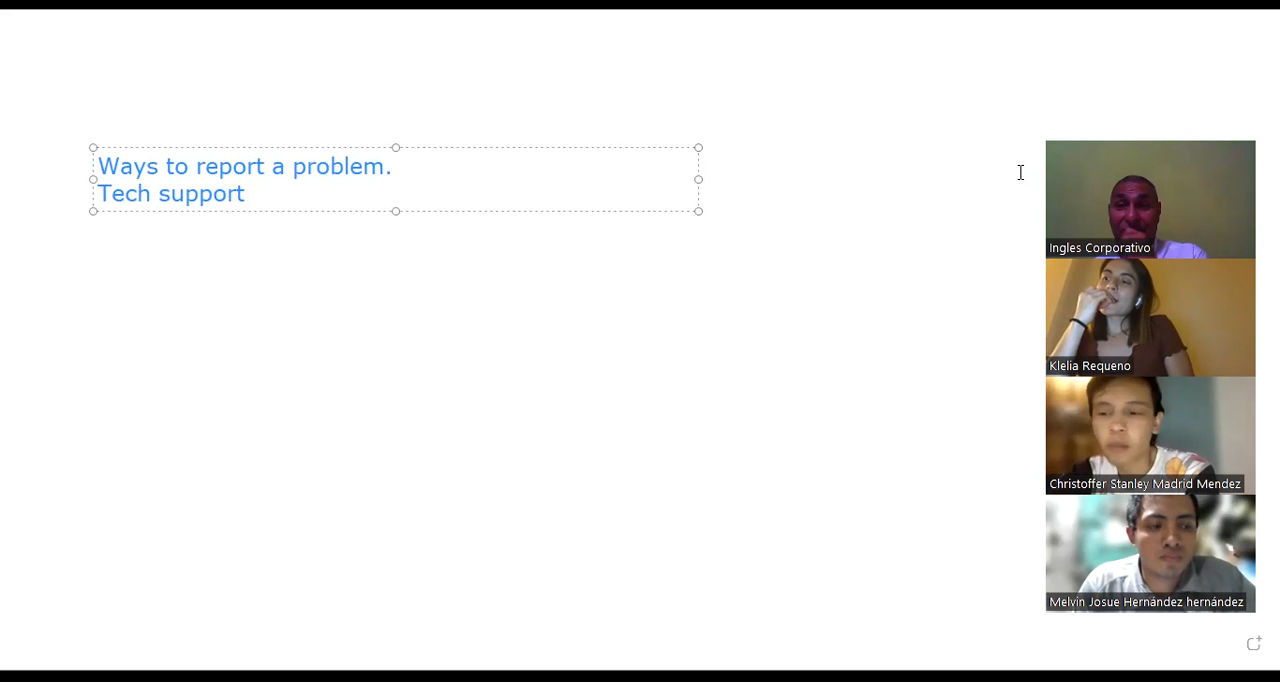 Ways to report a problem.
Tech support
Ingles Corporativo
Klelia Requeno
Christoffer Stanley Madrid Mendez
Melvin Josue Hernández hernández